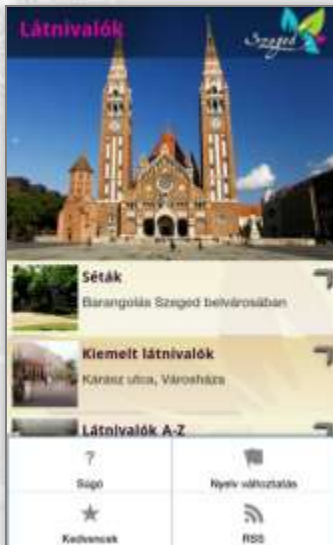 Látnivalók
Szeged
Séták
Barangolás Szeged belvárosában
Kiemelt látnivalók
Kárász utca, Városháza
Látnivalók A-Z
?
Súgó
Nyelv változtatás
Kedvencek
RSS